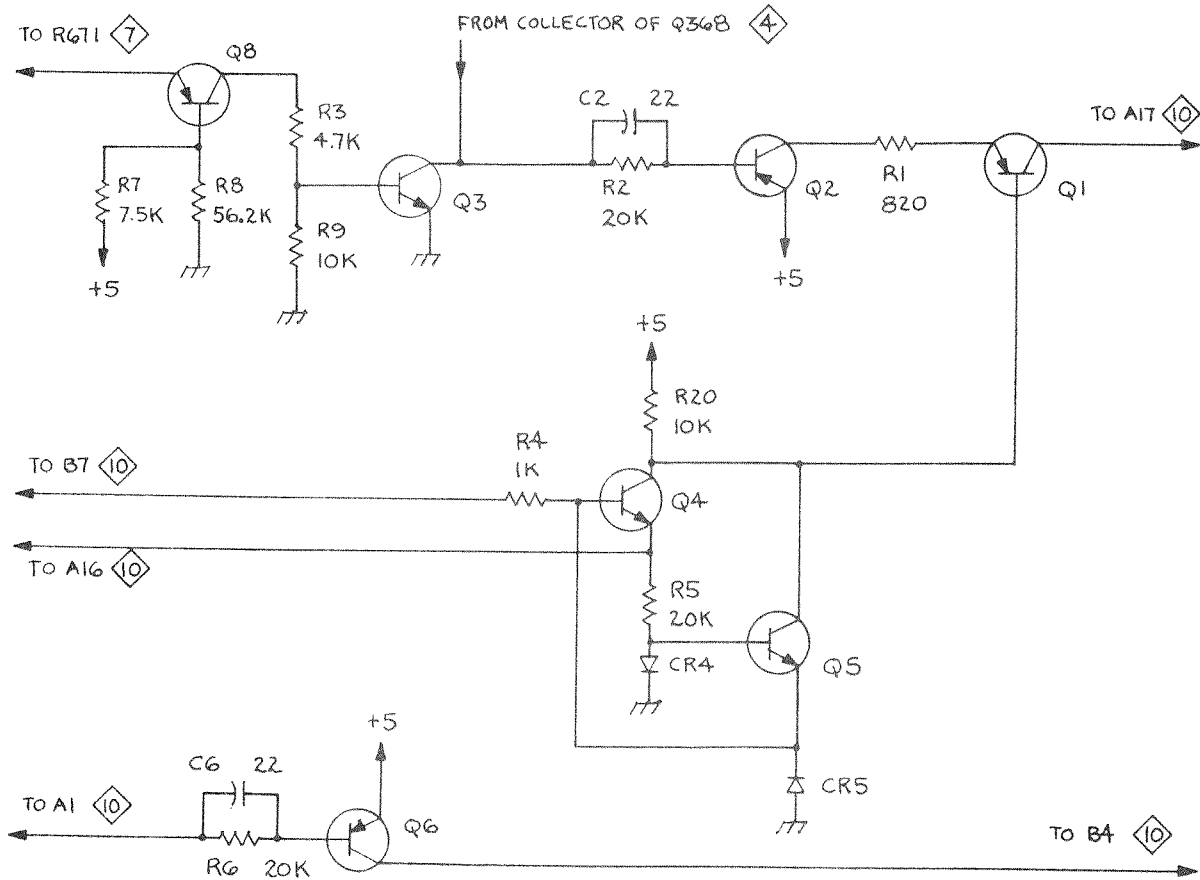 FROM COLLECTOR OF Q368 4
TO R671 7
Q8
R3
4.7K
C2 22
TO A17 10
R7
7.5K
R8
56.2K
Q3
R2
20K
Q2
R1
820
Q1
R9
10K
+5
+5
+5
R20
10K
R4
1K
TO B7 10
Q4
TO A16 10
R5
20K
CR4
Q5
+5
C6 22
CR5
TO A1 10
Q6
TO B4 10
R6 20K